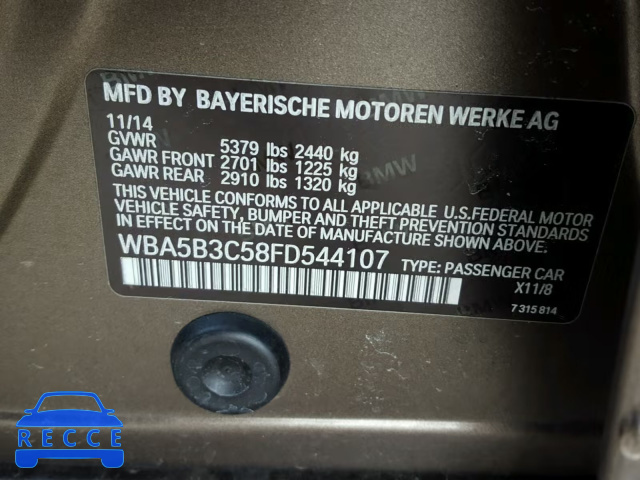 MFD BY BAYERISCHE MOTOREN WERKE AG
11/14
GVWR 5379 lbs 2440 kg
GAWR FRONT 2701 lbs 1225 kg
GAWR REAR 2910 lbs 1320 kg
THIS VEHICLE CONFORMS TO ALL APPLICABLE U.S.FEDERAL MOTOR
VEHICLE SAFETY, BUMPER AND THEFT PREVENTION STANDARDS
IN EFFECT ON THE DATE OF MANUFACTURE SHOWN ABOVE.
WBA5B3C58FD544107 TYPE: PASSENGER CAR
X11/8
7 315 814
BMW
RECCE